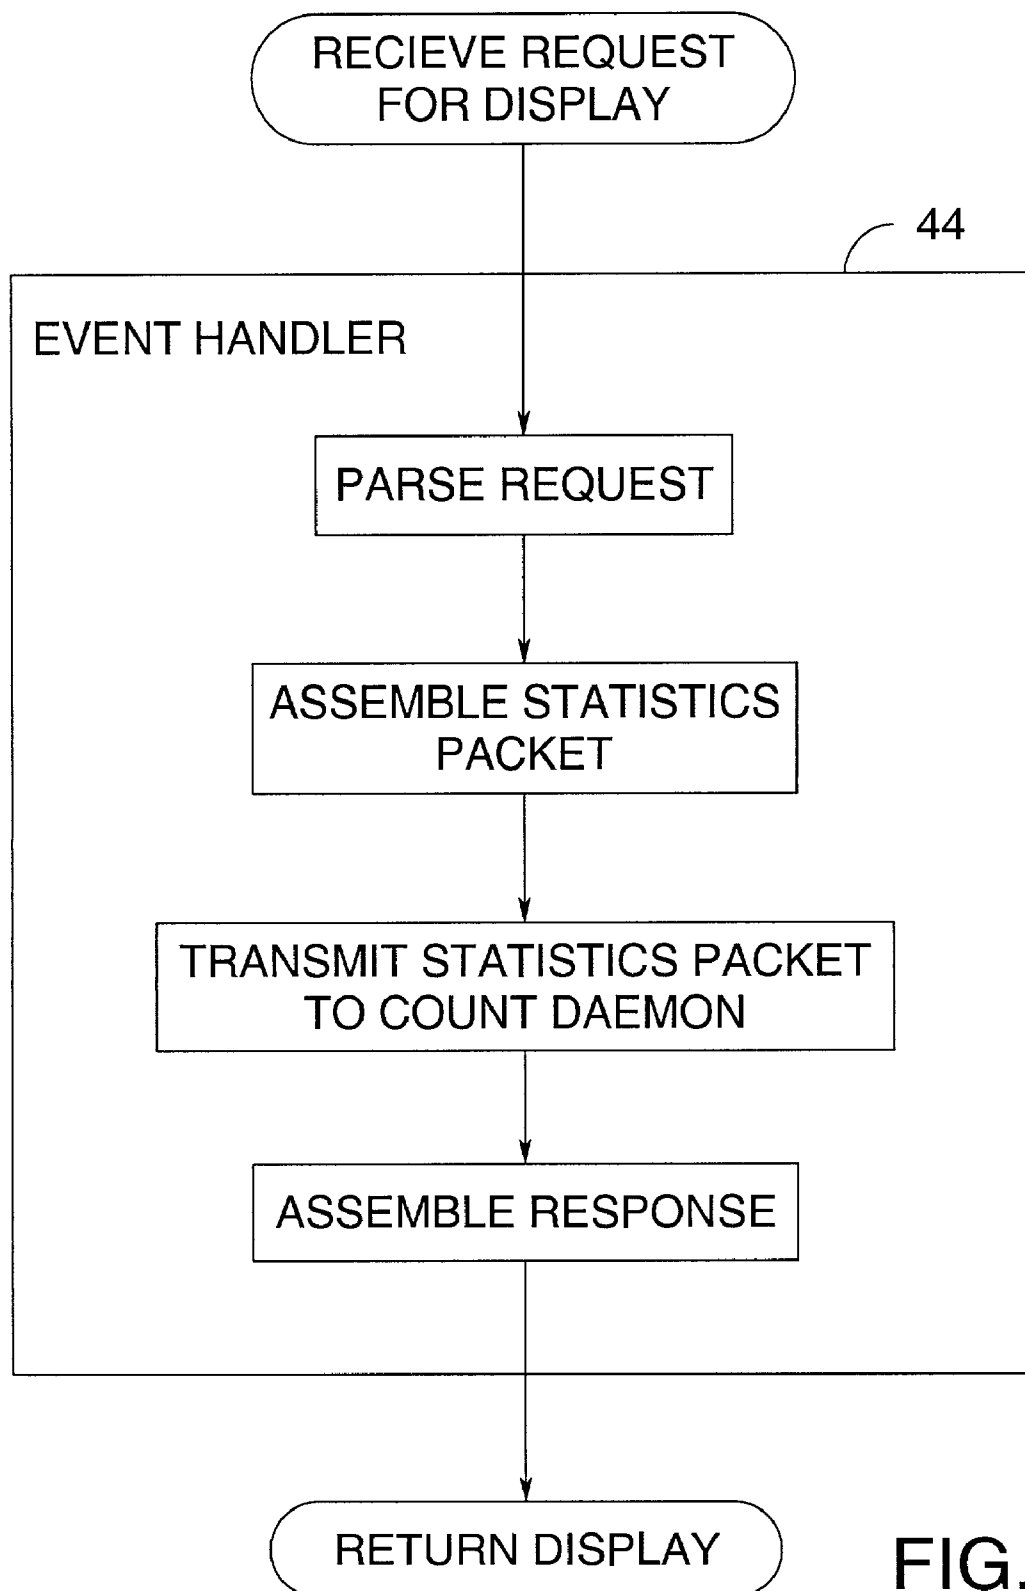 RECIEVE REQUEST
FOR DISPLAY
44
EVENT HANDLER
PARSE REQUEST
ASSEMBLE STATISTICS
PACKET
TRANSMIT STATISTICS PACKET
TO COUNT DAEMON
ASSEMBLE RESPONSE
RETURN DISPLAY
FIG.